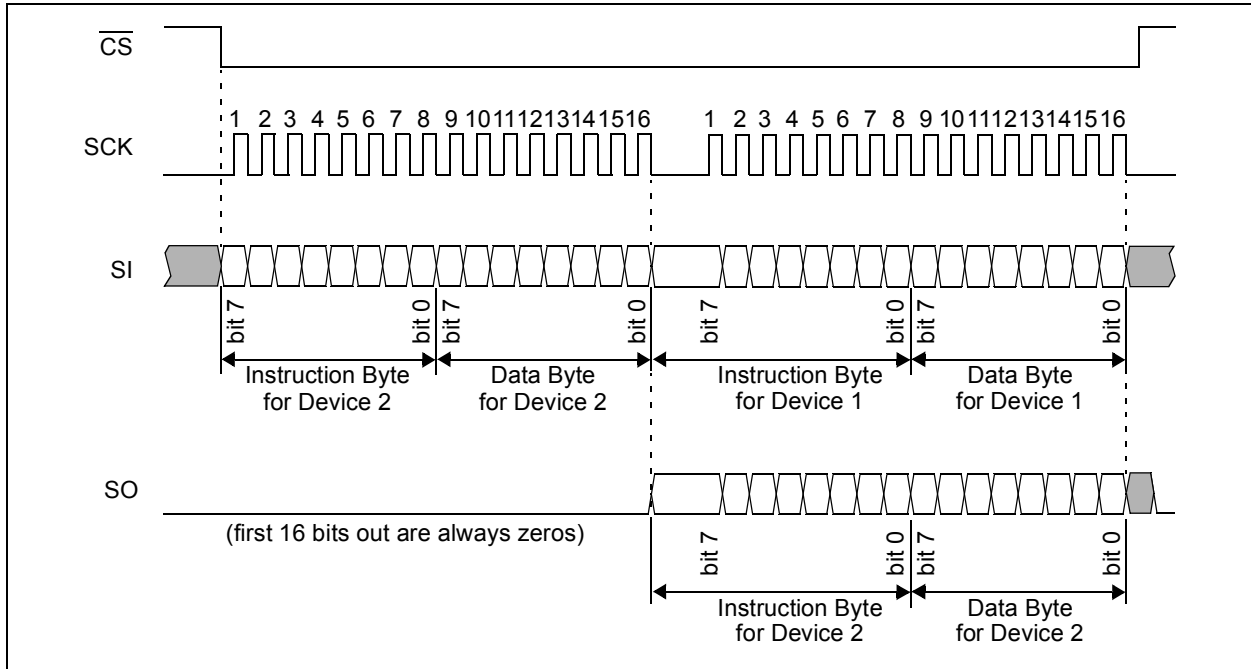 CS
1 2 3 4 5 6 7 8 9 10 11 12 13 14 15 16 1 2 3 4 5 6 7 8 9 10 11 12 13 14 15 16
SCK
SI
bit 7 bit 0 bit 7 bit 0 bit 7 bit 0 bit 7 bit 0
Instruction Byte Data Byte Instruction Byte Data Byte
for Device 2 for Device 2 for Device 1 for Device 1
SO
(first 16 bits out are always zeros)
bit 7 bit 0 bit 7 bit 0
Instruction Byte Data Byte
for Device 2 for Device 2